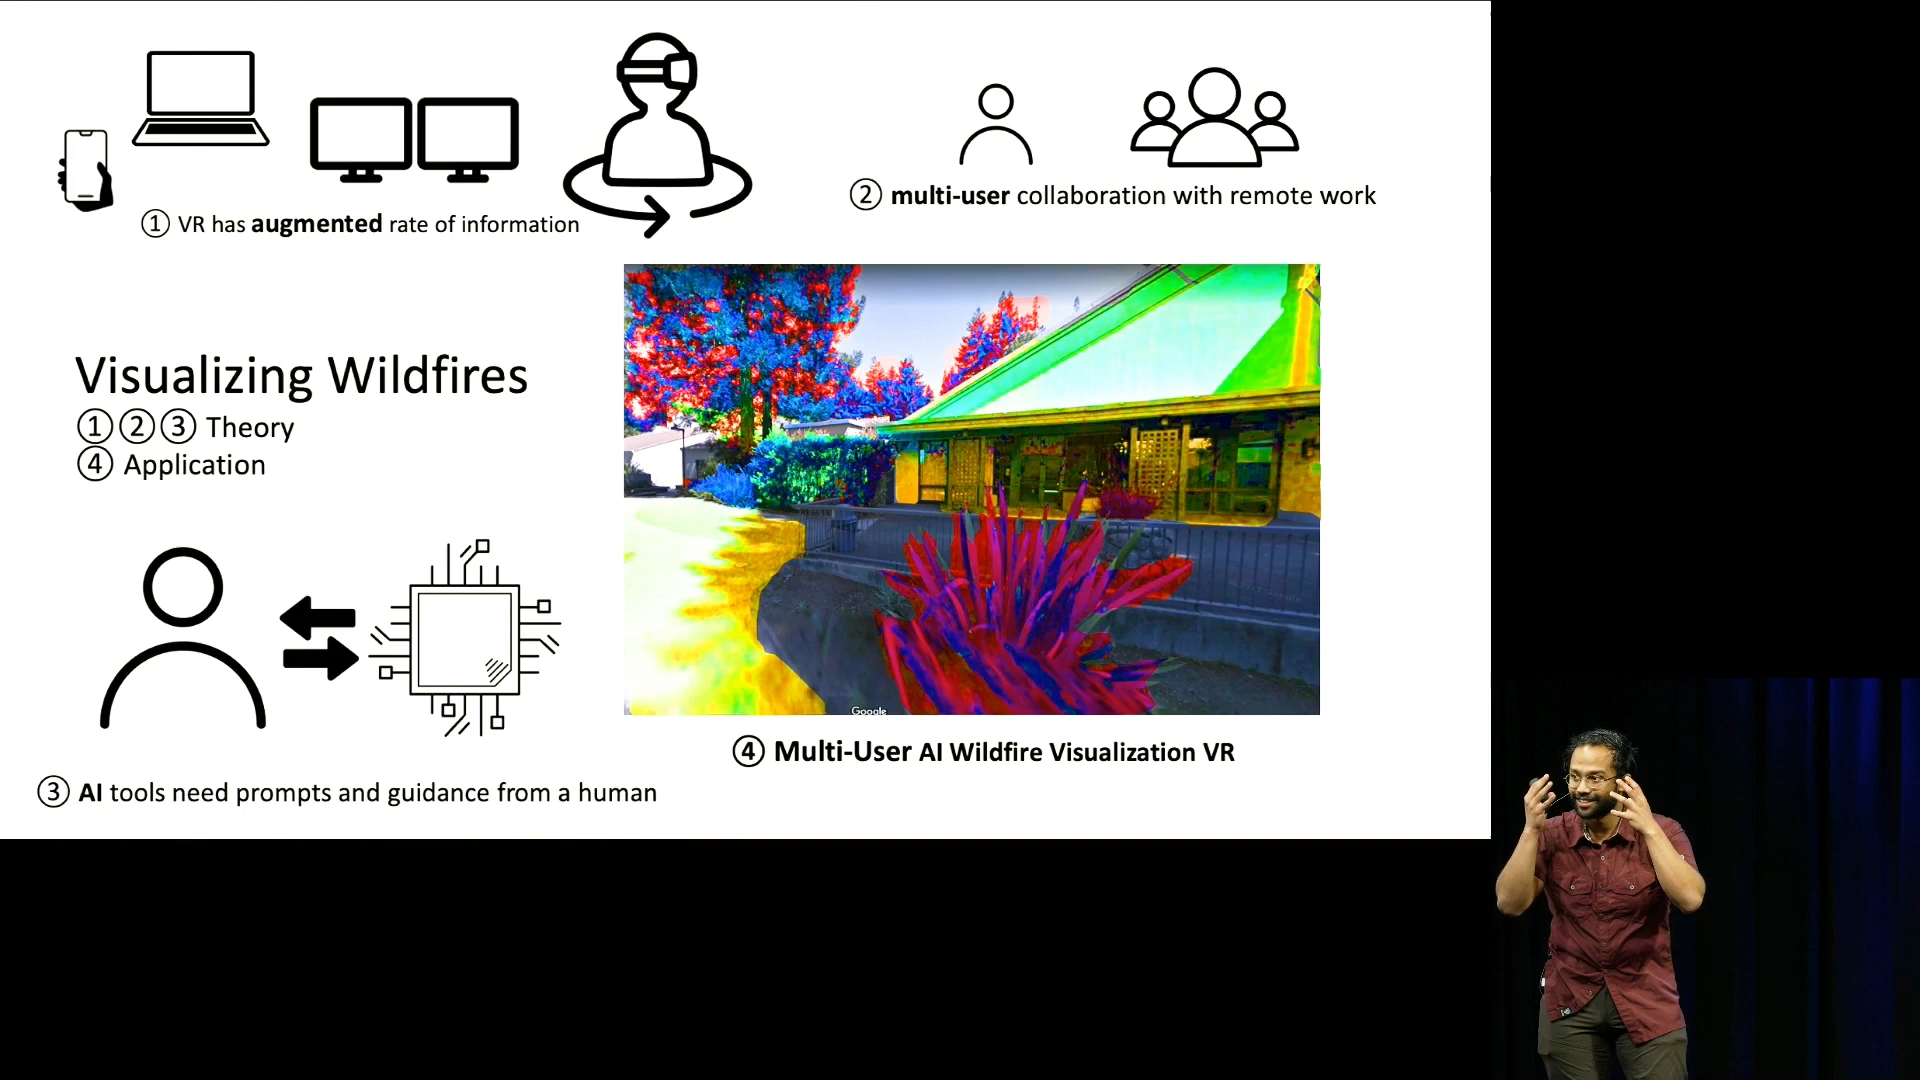 ① VR has augmented rate of information
② multi-user collaboration with remote work
Visualizing Wildfires
①②③ Theory
④ Application
Google
④ Multi-User AI Wildfire Visualization VR
③ AI tools need prompts and guidance from a human